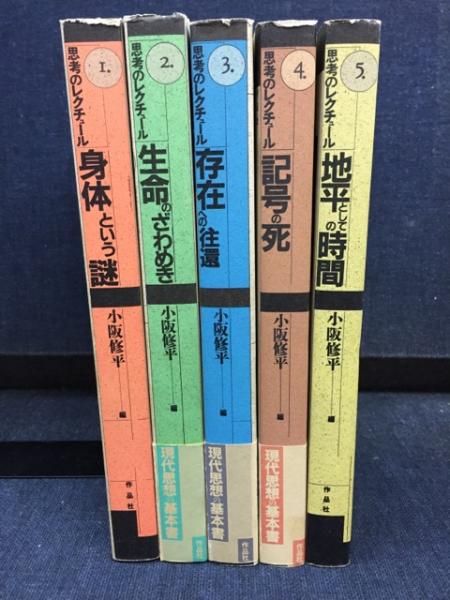 1.
思考のレクチュール
身体という謎
小阪修平
編
作品社
2.
思考のレクチュール
生命のざわめき
小阪修平
編
現代思想の基本書
作品社
3.
思考のレクチュール
存在への往還
小阪修平
編
現代思想の基本書
作品社
4.
思考のレクチュール
記号の死
小阪修平
編
現代思想の基本書
作品社
5.
思考のレクチュール
地平としての時間
小阪修平
編
作品社